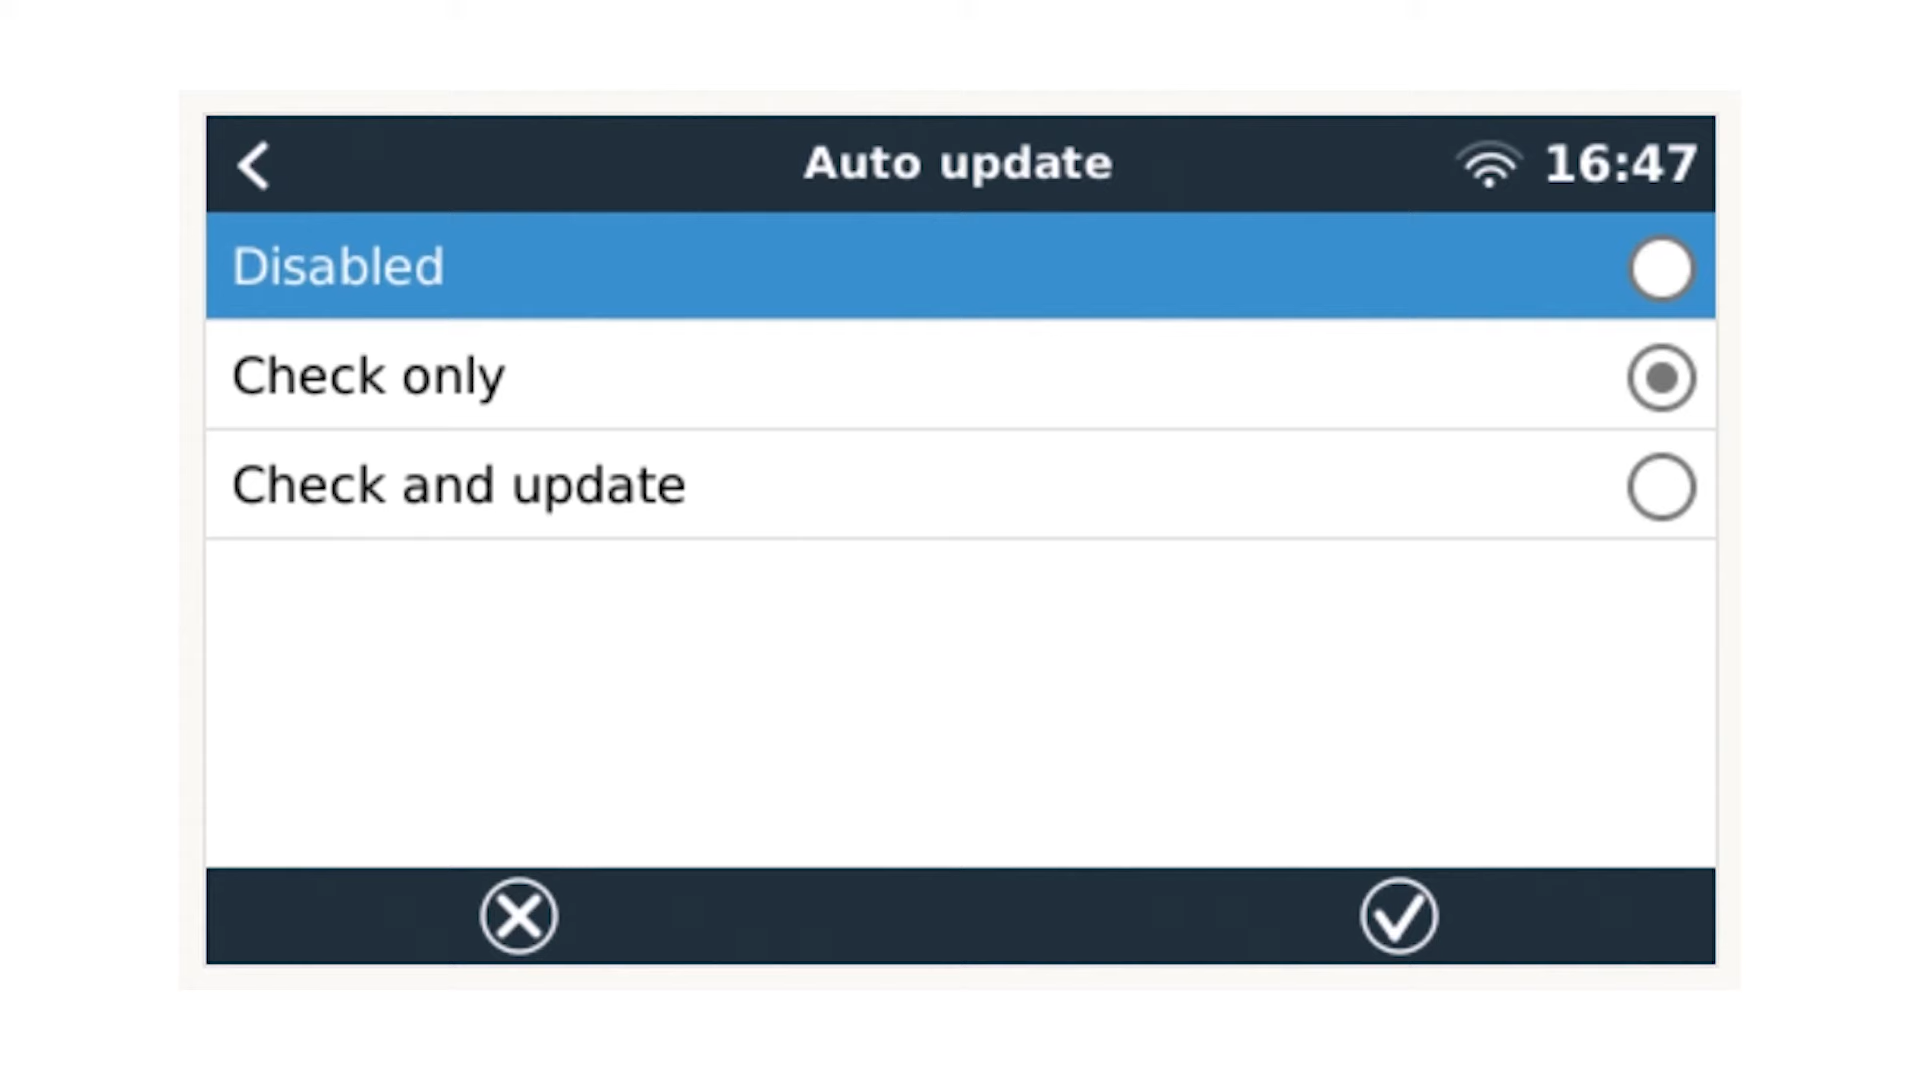 Auto update
16:47
Disabled
Check only
Check and update